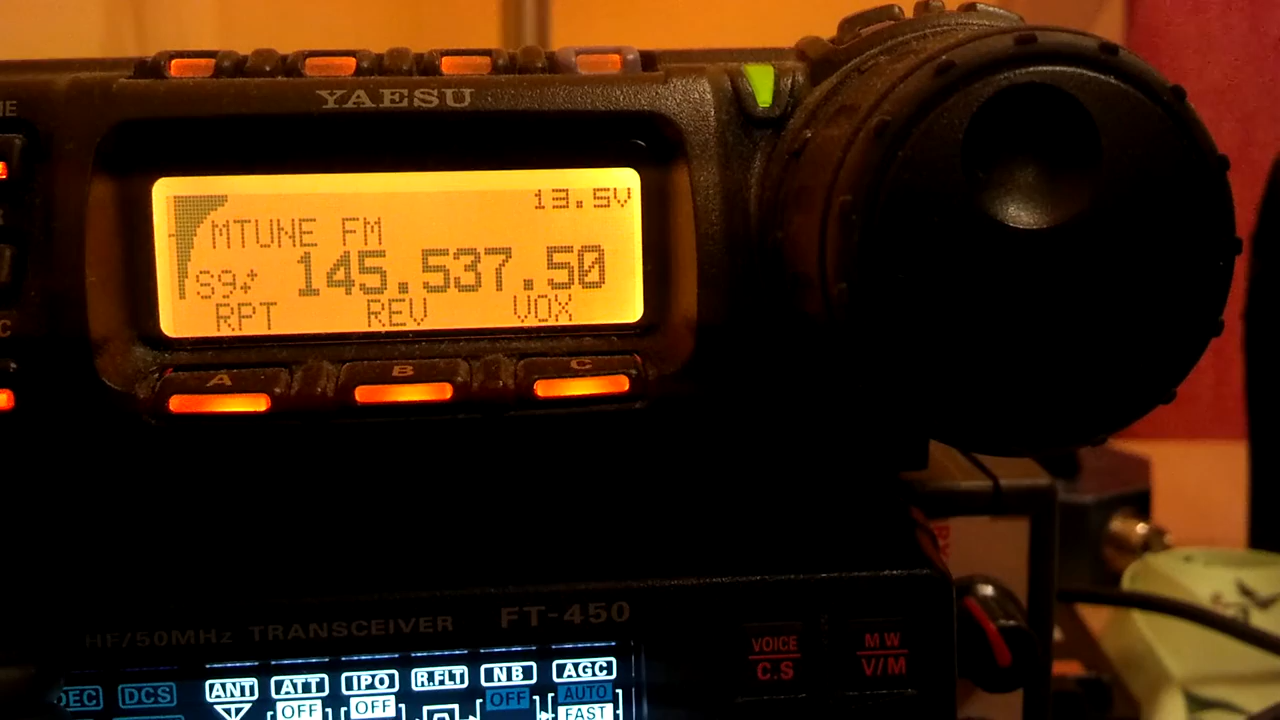 YAESU
13.5V
MTUNE FM
S9+ 145.537.50
RPT REV VOX
A B C
HF/50MHz TRANSCEIVER FT-450
VOICE
C.S
M W
V/M
DEC DCS ANT ATT IPO R.FLT NB AGC
OFF OFF OFF AUTO
FAST